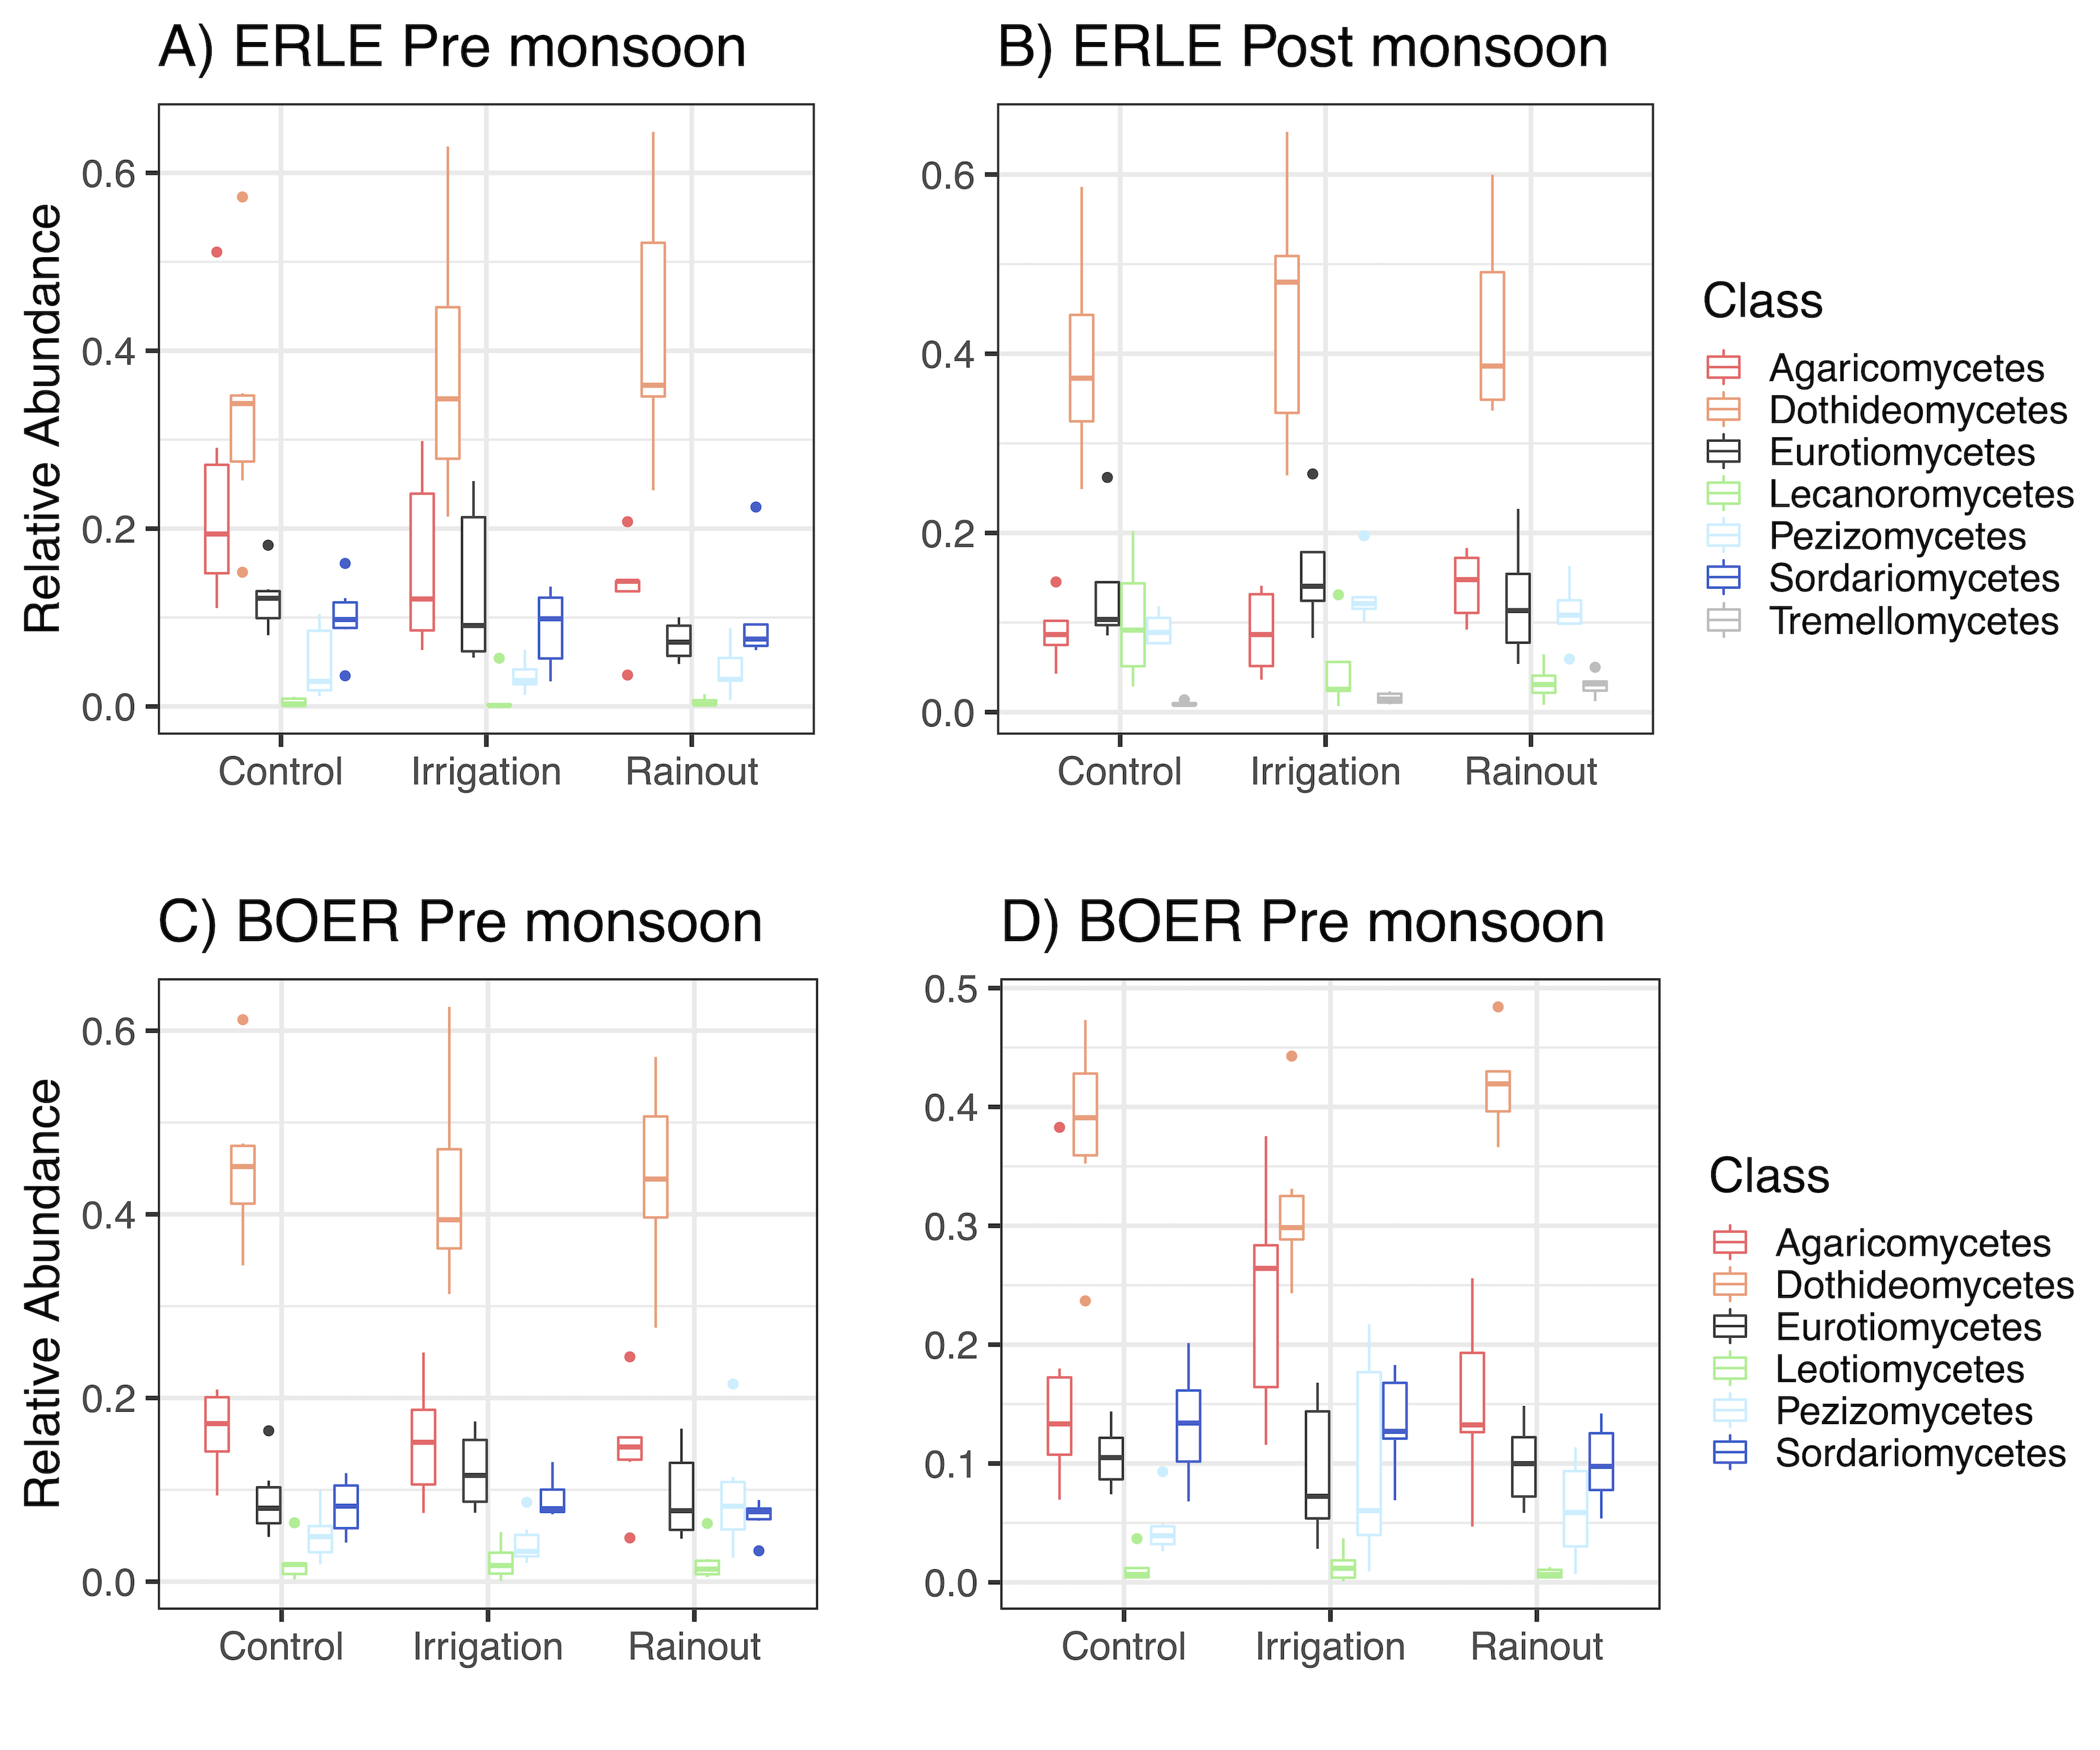 A) ERLE Pre monsoon
B) ERLE Post monsoon
Relative Abundance
0.6
0.4
0.2
0.0
Control
Irrigation
Rainout
0.6
0.4
0.2
0.0
Control
Irrigation
Rainout
Class
Agaricomycetes
Dothideomycetes
Eurotiomycetes
Lecanoromycetes
Pezizomycetes
Sordariomycetes
Tremellomycetes
C) BOER Pre monsoon
D) BOER Pre monsoon
Relative Abundance
0.6
0.4
0.2
0.0
Control
Irrigation
Rainout
0.5
0.4
0.3
0.2
0.1
0.0
Control
Irrigation
Rainout
Class
Agaricomycetes
Dothideomycetes
Eurotiomycetes
Leotiomycetes
Pezizomycetes
Sordariomycetes